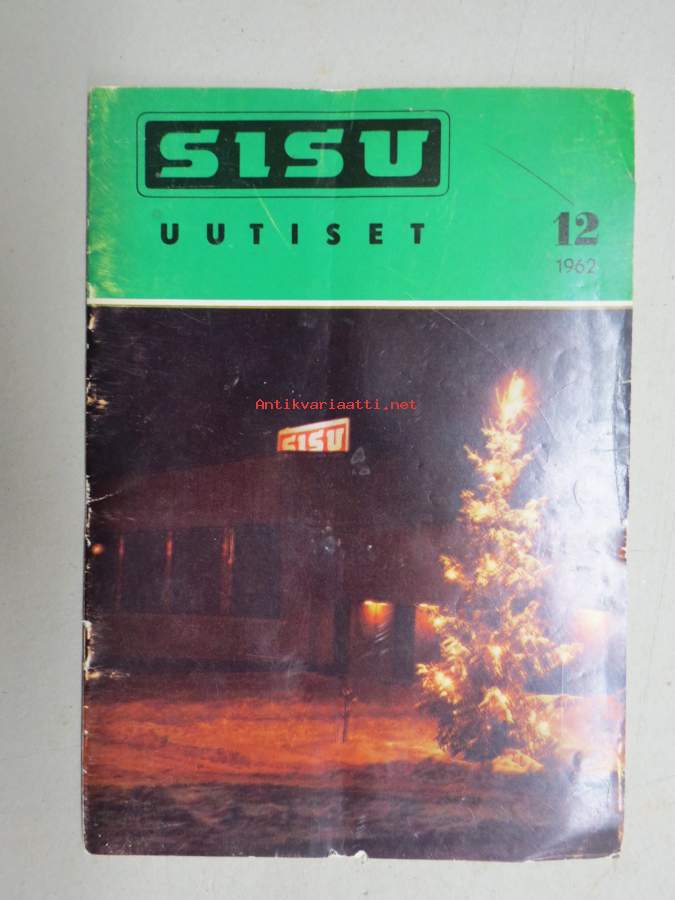 SISU
UUTISET
12
1962
Antikvariaatti.net
SISU